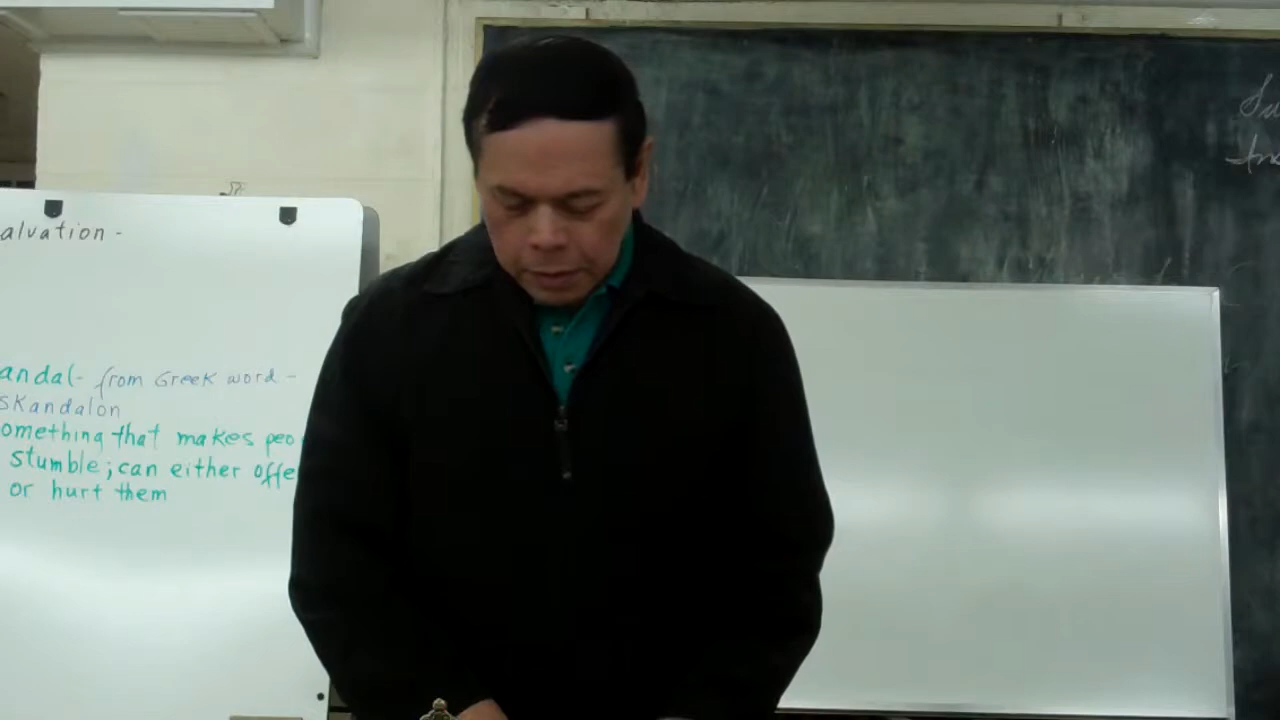 alvation -
andal - from Greek word -
skandalon
omething that makes peo
stumble; can either offe
or hurt them